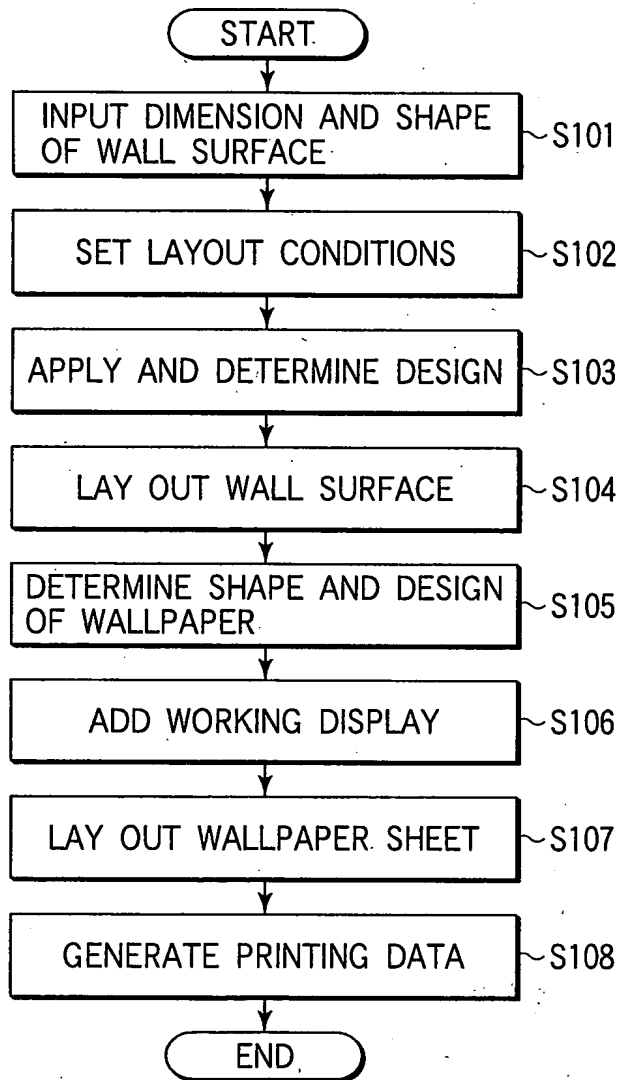 START
INPUT DIMENSION AND SHAPE
OF WALL SURFACE
S101
SET LAYOUT CONDITIONS
S102
APPLY AND DETERMINE DESIGN
S103
LAY OUT WALL SURFACE
S104
DETERMINE SHAPE AND DESIGN
OF WALLPAPER
S105
ADD WORKING DISPLAY
S106
LAY OUT WALLPAPER SHEET
S107
GENERATE PRINTING DATA
S108
END